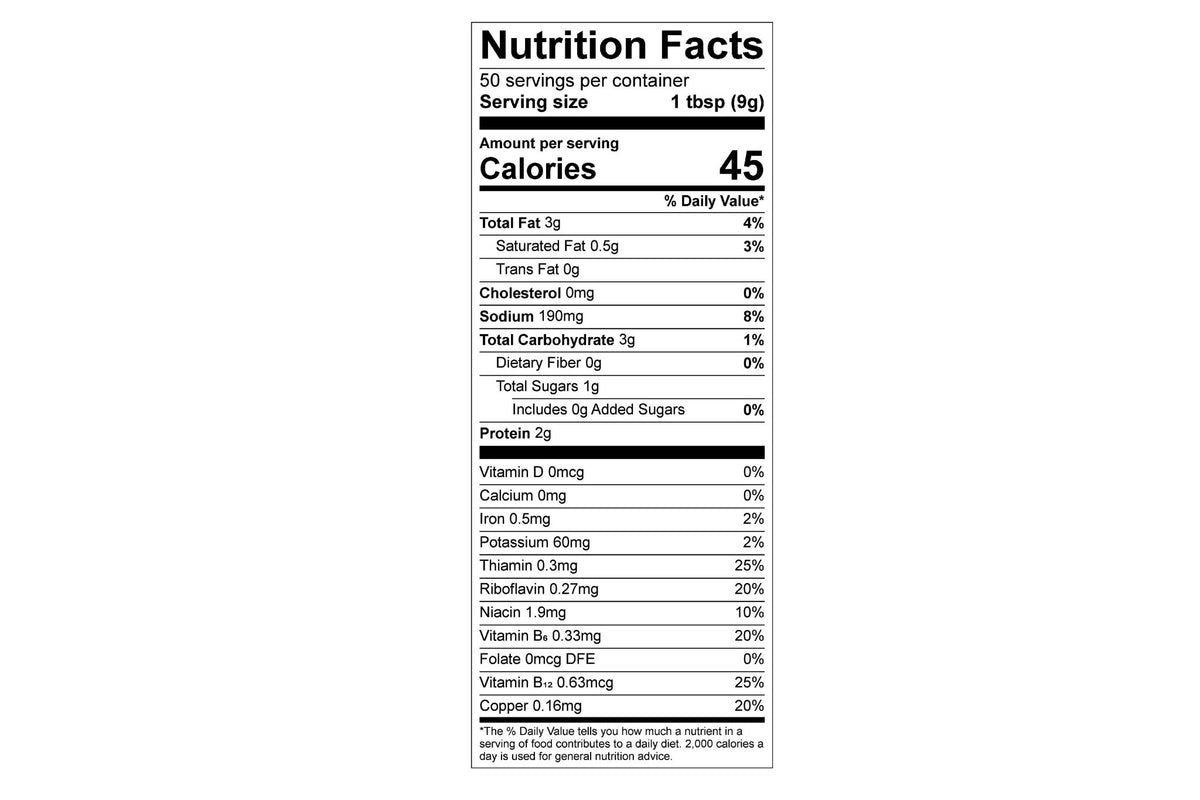 Nutrition Facts
50 servings per container
Serving size 1 tbsp (9g)
Amount per serving
Calories 45
% Daily Value*
Total Fat 3g 4%
Saturated Fat 0.5g 3%
Trans Fat 0g
Cholesterol 0mg 0%
Sodium 190mg 8%
Total Carbohydrate 3g 1%
Dietary Fiber 0g 0%
Total Sugars 1g
Includes 0g Added Sugars 0%
Protein 2g
Vitamin D 0mcg 0%
Calcium 0mg 0%
Iron 0.5mg 2%
Potassium 60mg 2%
Thiamin 0.3mg 25%
Riboflavin 0.27mg 20%
Niacin 1.9mg 10%
Vitamin B₆ 0.33mg 20%
Folate 0mcg DFE 0%
Vitamin B₁₂ 0.63mcg 25%
Copper 0.16mg 20%
*The % Daily Value tells you how much a nutrient in a
serving of food contributes to a daily diet. 2,000 calories a
day is used for general nutrition advice.